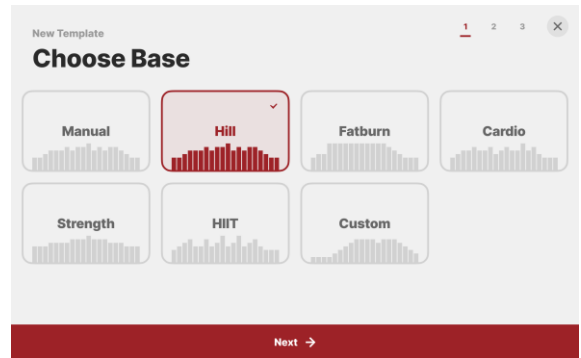 New Template
1 2 3
Choose Base
Manual
Hill
Fatburn
Cardio
Strength
HIIT
Custom
Next →